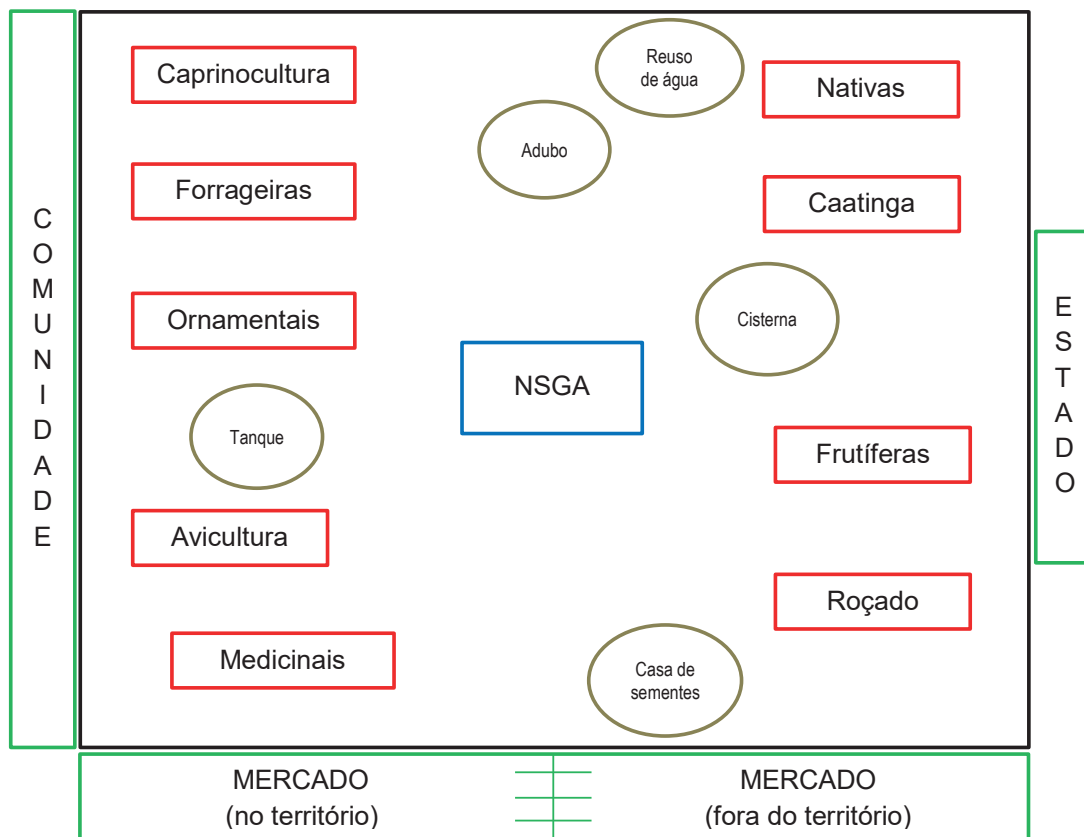 COMUNIDADE
Caprinocultura
Reuso
de água
Nativas
Adubo
Forrageiras
Caatinga
Ornamentais
Cisterna
NSGA
Tanque
Frutíferas
Avicultura
Roçado
Medicinais
Casa de
sementes
ESTADO
MERCADO
(no território)
MERCADO
(fora do território)